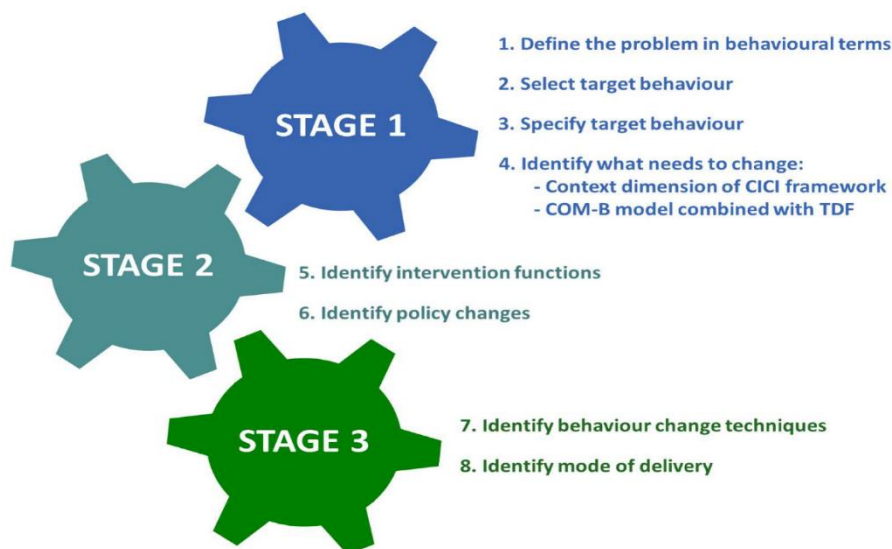 STAGE 1
1. Define the problem in behavioural terms
2. Select target behaviour
3. Specify target behaviour
4. Identify what needs to change:
- Context dimension of CICI framework
- COM-B model combined with TDF
STAGE 2
5. Identify intervention functions
6. Identify policy changes
STAGE 3
7. Identify behaviour change techniques
8. Identify mode of delivery